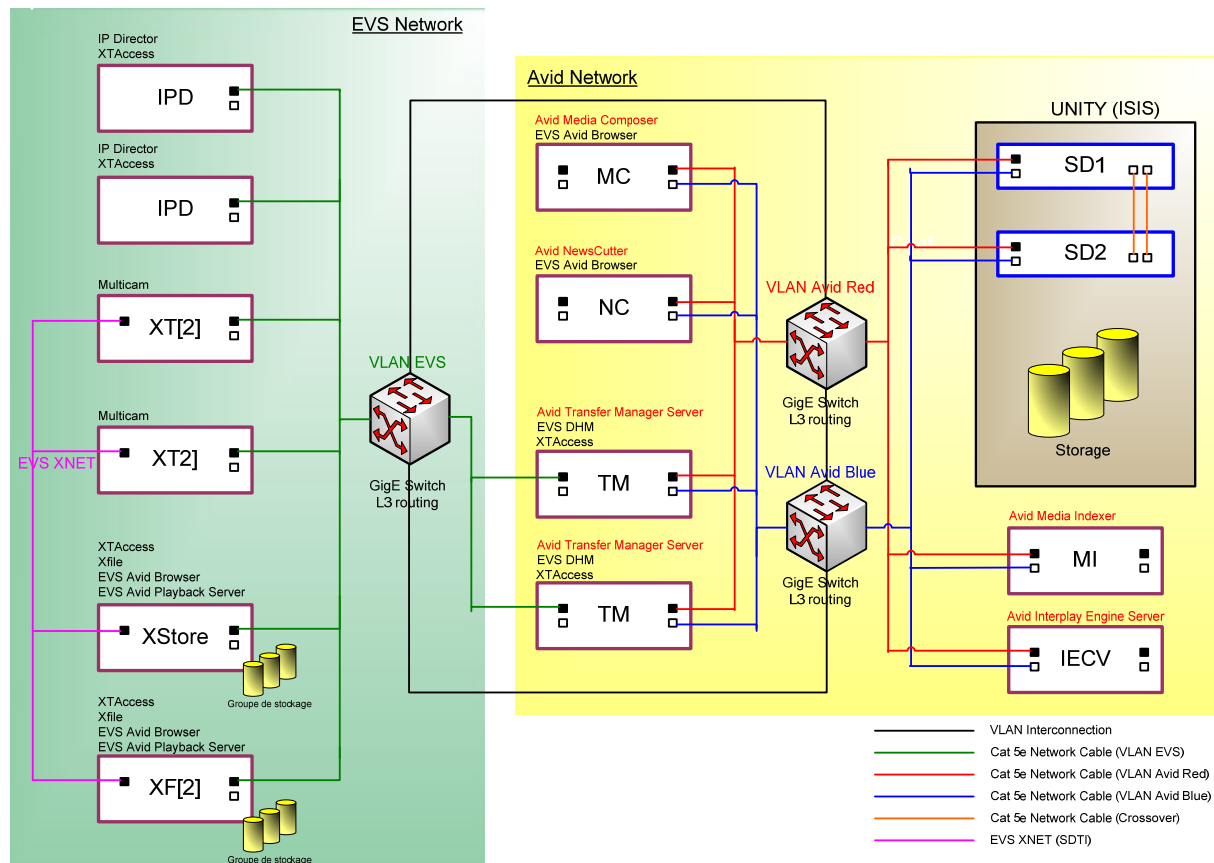 EVS Network
IP Director
XTAccess
IPD
IP Director
XTAccess
IPD
Multicam
XT[2]
Multicam
XT2]
EVS XNET
XTAccess
Xfile
EVS Avid Browser
EVS Avid Playback Server
XStore
Groupe de stockage
XTAccess
Xfile
EVS Avid Browser
EVS Avid Playback Server
XF[2]
Groupe de stockage
VLAN EVS
GigE Switch
L3 routing
Avid Network
Avid Media Composer
EVS Avid Browser
MC
Avid NewsCutter
EVS Avid Browser
NC
Avid Transfer Manager Server
EVS DHM
XTAccess
TM
Avid Transfer Manager Server
EVS DHM
XTAccess
TM
VLAN Avid Red
GigE Switch
L3 routing
VLAN Avid Blue
GigE Switch
L3 routing
UNITY (ISIS)
SD1
SD2
Storage
Avid Media Indexer
MI
Avid Interplay Engine Server
IECV
VLAN Interconnection
Cat 5e Network Cable (VLAN EVS)
Cat 5e Network Cable (VLAN Avid Red)
Cat 5e Network Cable (VLAN Avid Blue)
Cat 5e Network Cable (Crossover)
EVS XNET (SDTI)